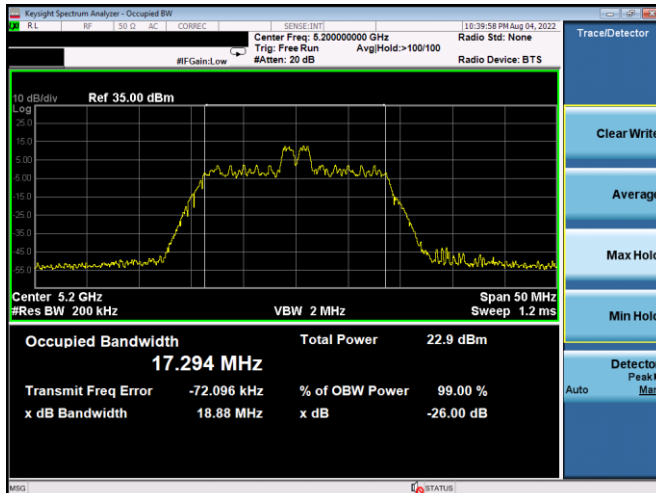 Keysight Spectrum Analyzer - Occupied BW
RL RF 50 Ω AC CORREC SENSE:INT 10:39:58 PM Aug 04, 2022
Center Freq: 5.200000000 GHz Radio Std: None
Trig: Free Run Avg|Hold:>100/100
#IFGain:Low #Atten: 20 dB Radio Device: BTS
10 dB/div Ref 35.00 dBm
Log
25.0
15.0
5.00
-5.00
-15.0
-25.0
-35.0
-45.0
-55.0
Center 5.2 GHz Span 50 MHz
#Res BW 200 kHz VBW 2 MHz Sweep 1.2 ms
Occupied Bandwidth Total Power 22.9 dBm
17.294 MHz
Transmit Freq Error -72.096 kHz % of OBW Power 99.00 %
x dB Bandwidth 18.88 MHz x dB -26.00 dB
MSG STATUS
Trace/Detector
Clear Write
Average
Max Hold
Min Hold
Detector
Peak
Auto Man